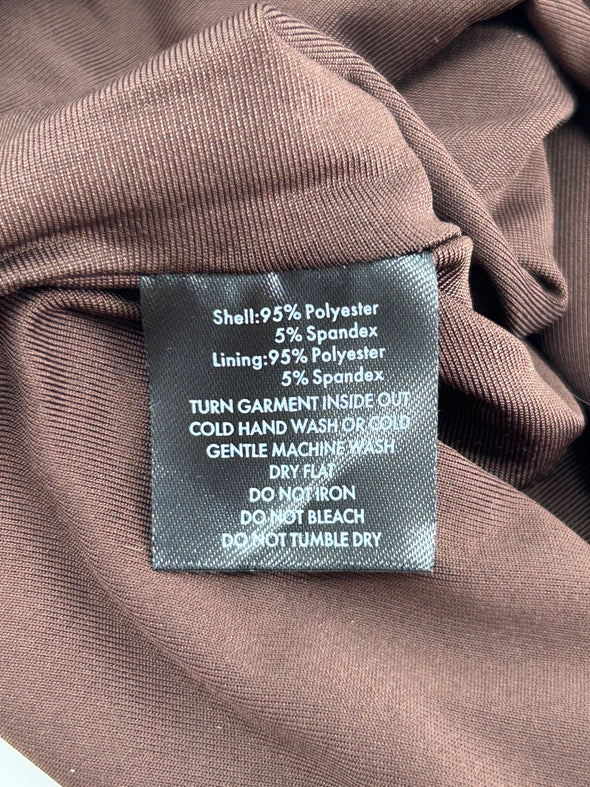 Shell:95% Polyester
5% Spandex
Lining:95% Polyester
5% Spandex
TURN GARMENT INSIDE OUT
COLD HAND WASH OR COLD
GENTLE MACHINE WASH
DRY FLAT
DO NOT IRON
DO NOT BLEACH
DO NOT TUMBLE DRY